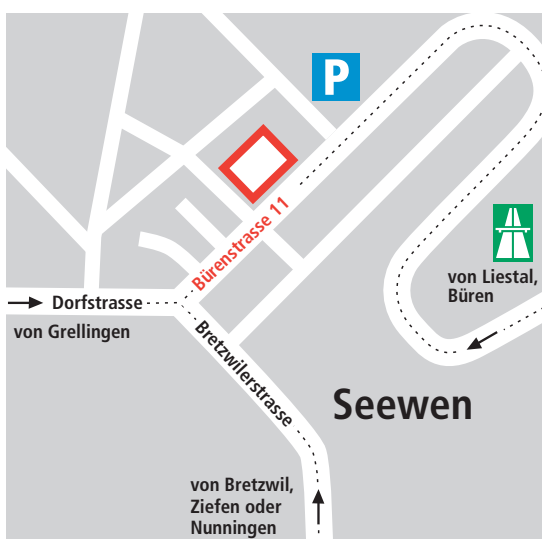 P
Bürenstrasse 11
von Liestal,
Büren
Dorfstrasse
von Grellingen
Bretzwilerstrasse
Seewen
von Bretzwil,
Ziefen oder
Nunningen